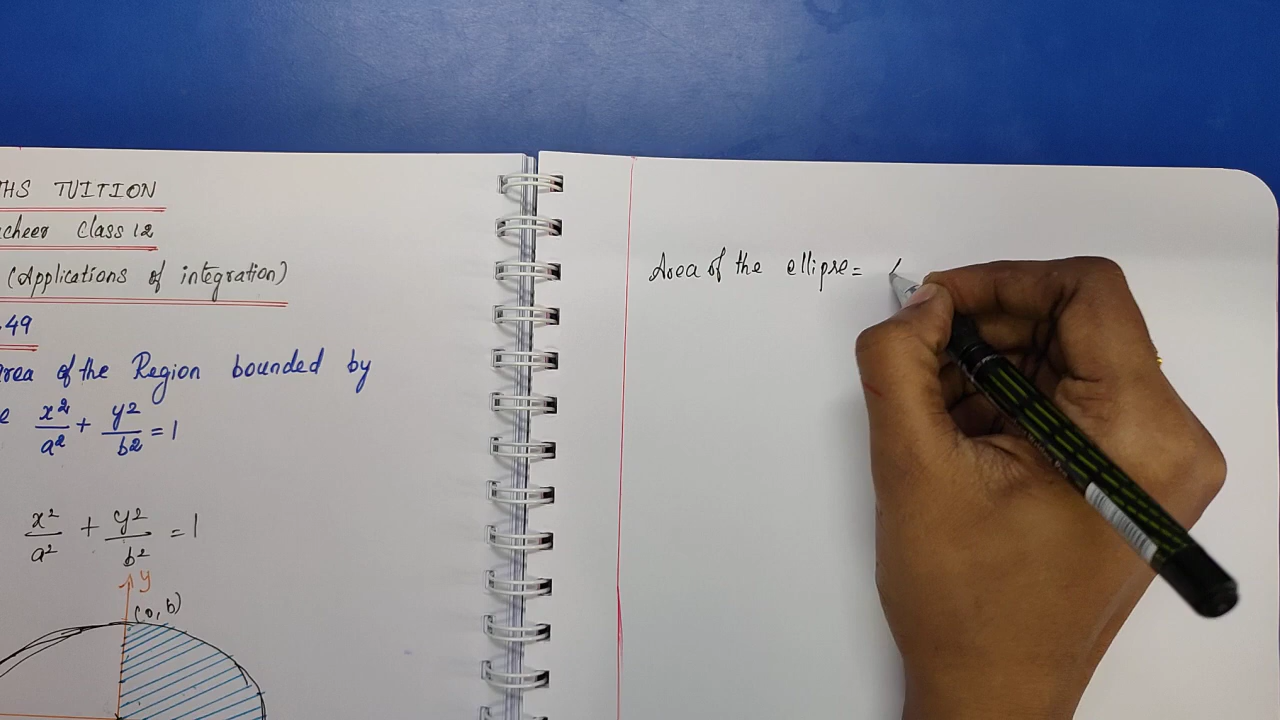 THS TUITION
cheer Class 12
(Applications of integration)
.49
area of the Region bounded by
e x²/a² + y²/b² = 1
x²/a² + y²/b² = 1
y
(0, b)
Area of the ellipse =